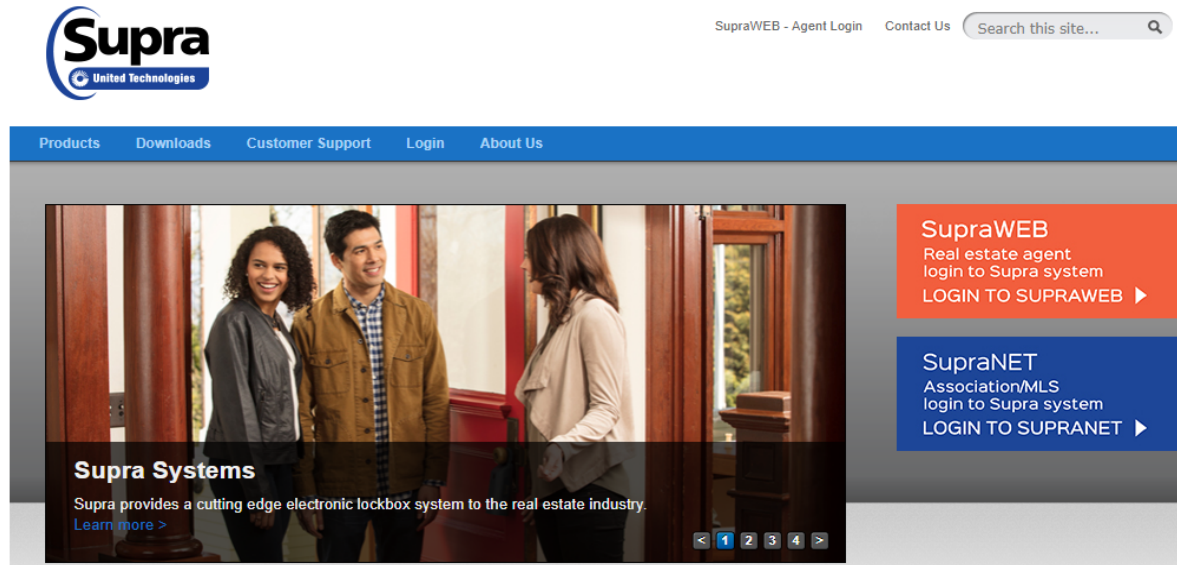 Supra
United Technologies
SupraWEB - Agent Login Contact Us Search this site...
Products Downloads Customer Support Login About Us
SupraWEB
Real estate agent
login to Supra system
LOGIN TO SUPRAWEB
SupraNET
Association/MLS
login to Supra system
LOGIN TO SUPRANET
Supra Systems
Supra provides a cutting edge electronic lockbox system to the real estate industry.
Learn more >
< 1 2 3 4 >